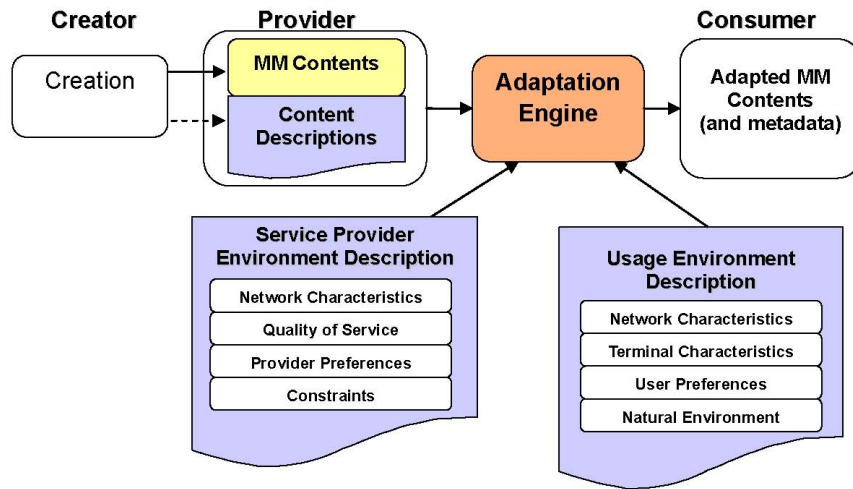 Creator
Provider
Consumer
Creation
MM Contents
Content
Descriptions
Adaptation
Engine
Adapted MM
Contents
(and metadata)
Service Provider
Environment Description
Network Characteristics
Quality of Service
Provider Preferences
Constraints
Usage Environment
Description
Network Characteristics
Terminal Characteristics
User Preferences
Natural Environment